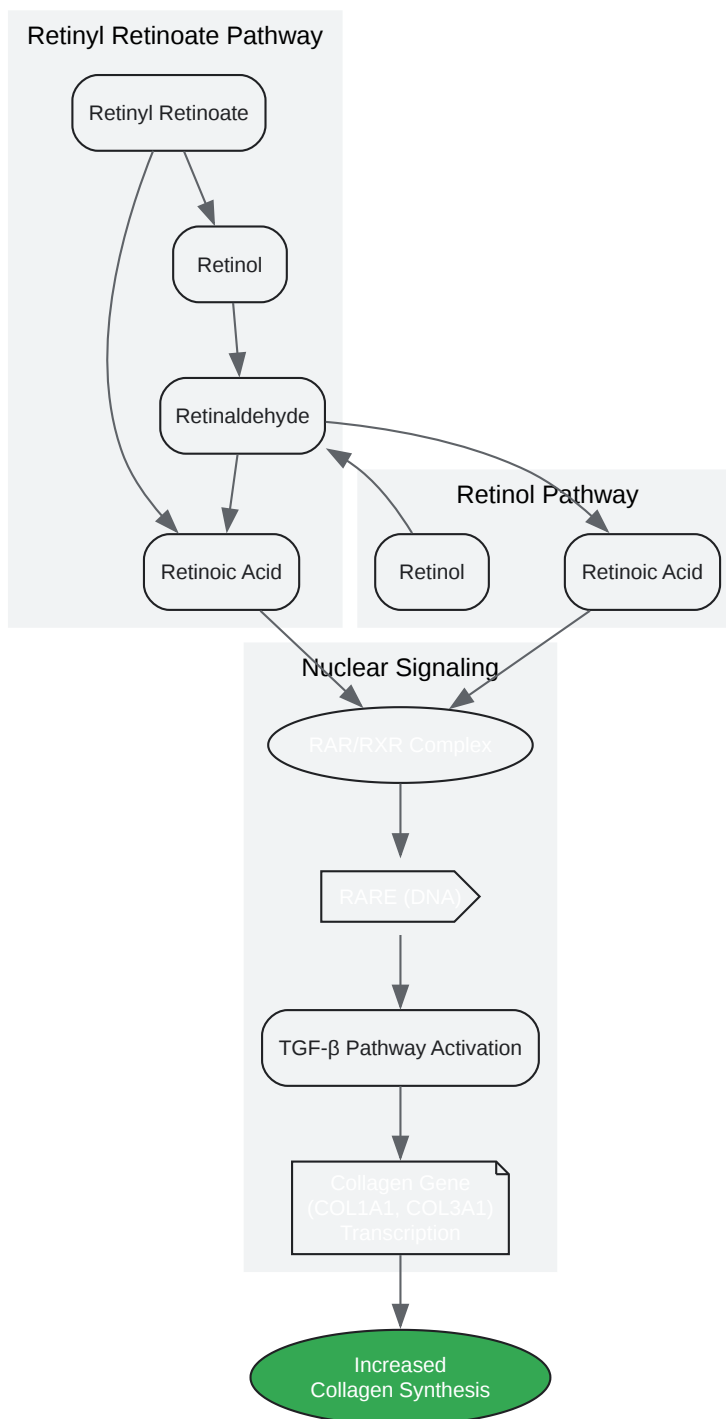 Retinyl Retinoate Pathway
Retinyl Retinoate
Retinol
Retinaldehyde
Retinol Pathway
Retinoic Acid
Retinol
Retinoic Acid
Nuclear Signaling
RAR/RXR Complex
RARE (DNA)
TGF-β Pathway Activation
Collagen Gene
(COL1A1. COL3A1)
Transcription
Increased
Collagen Synthesis